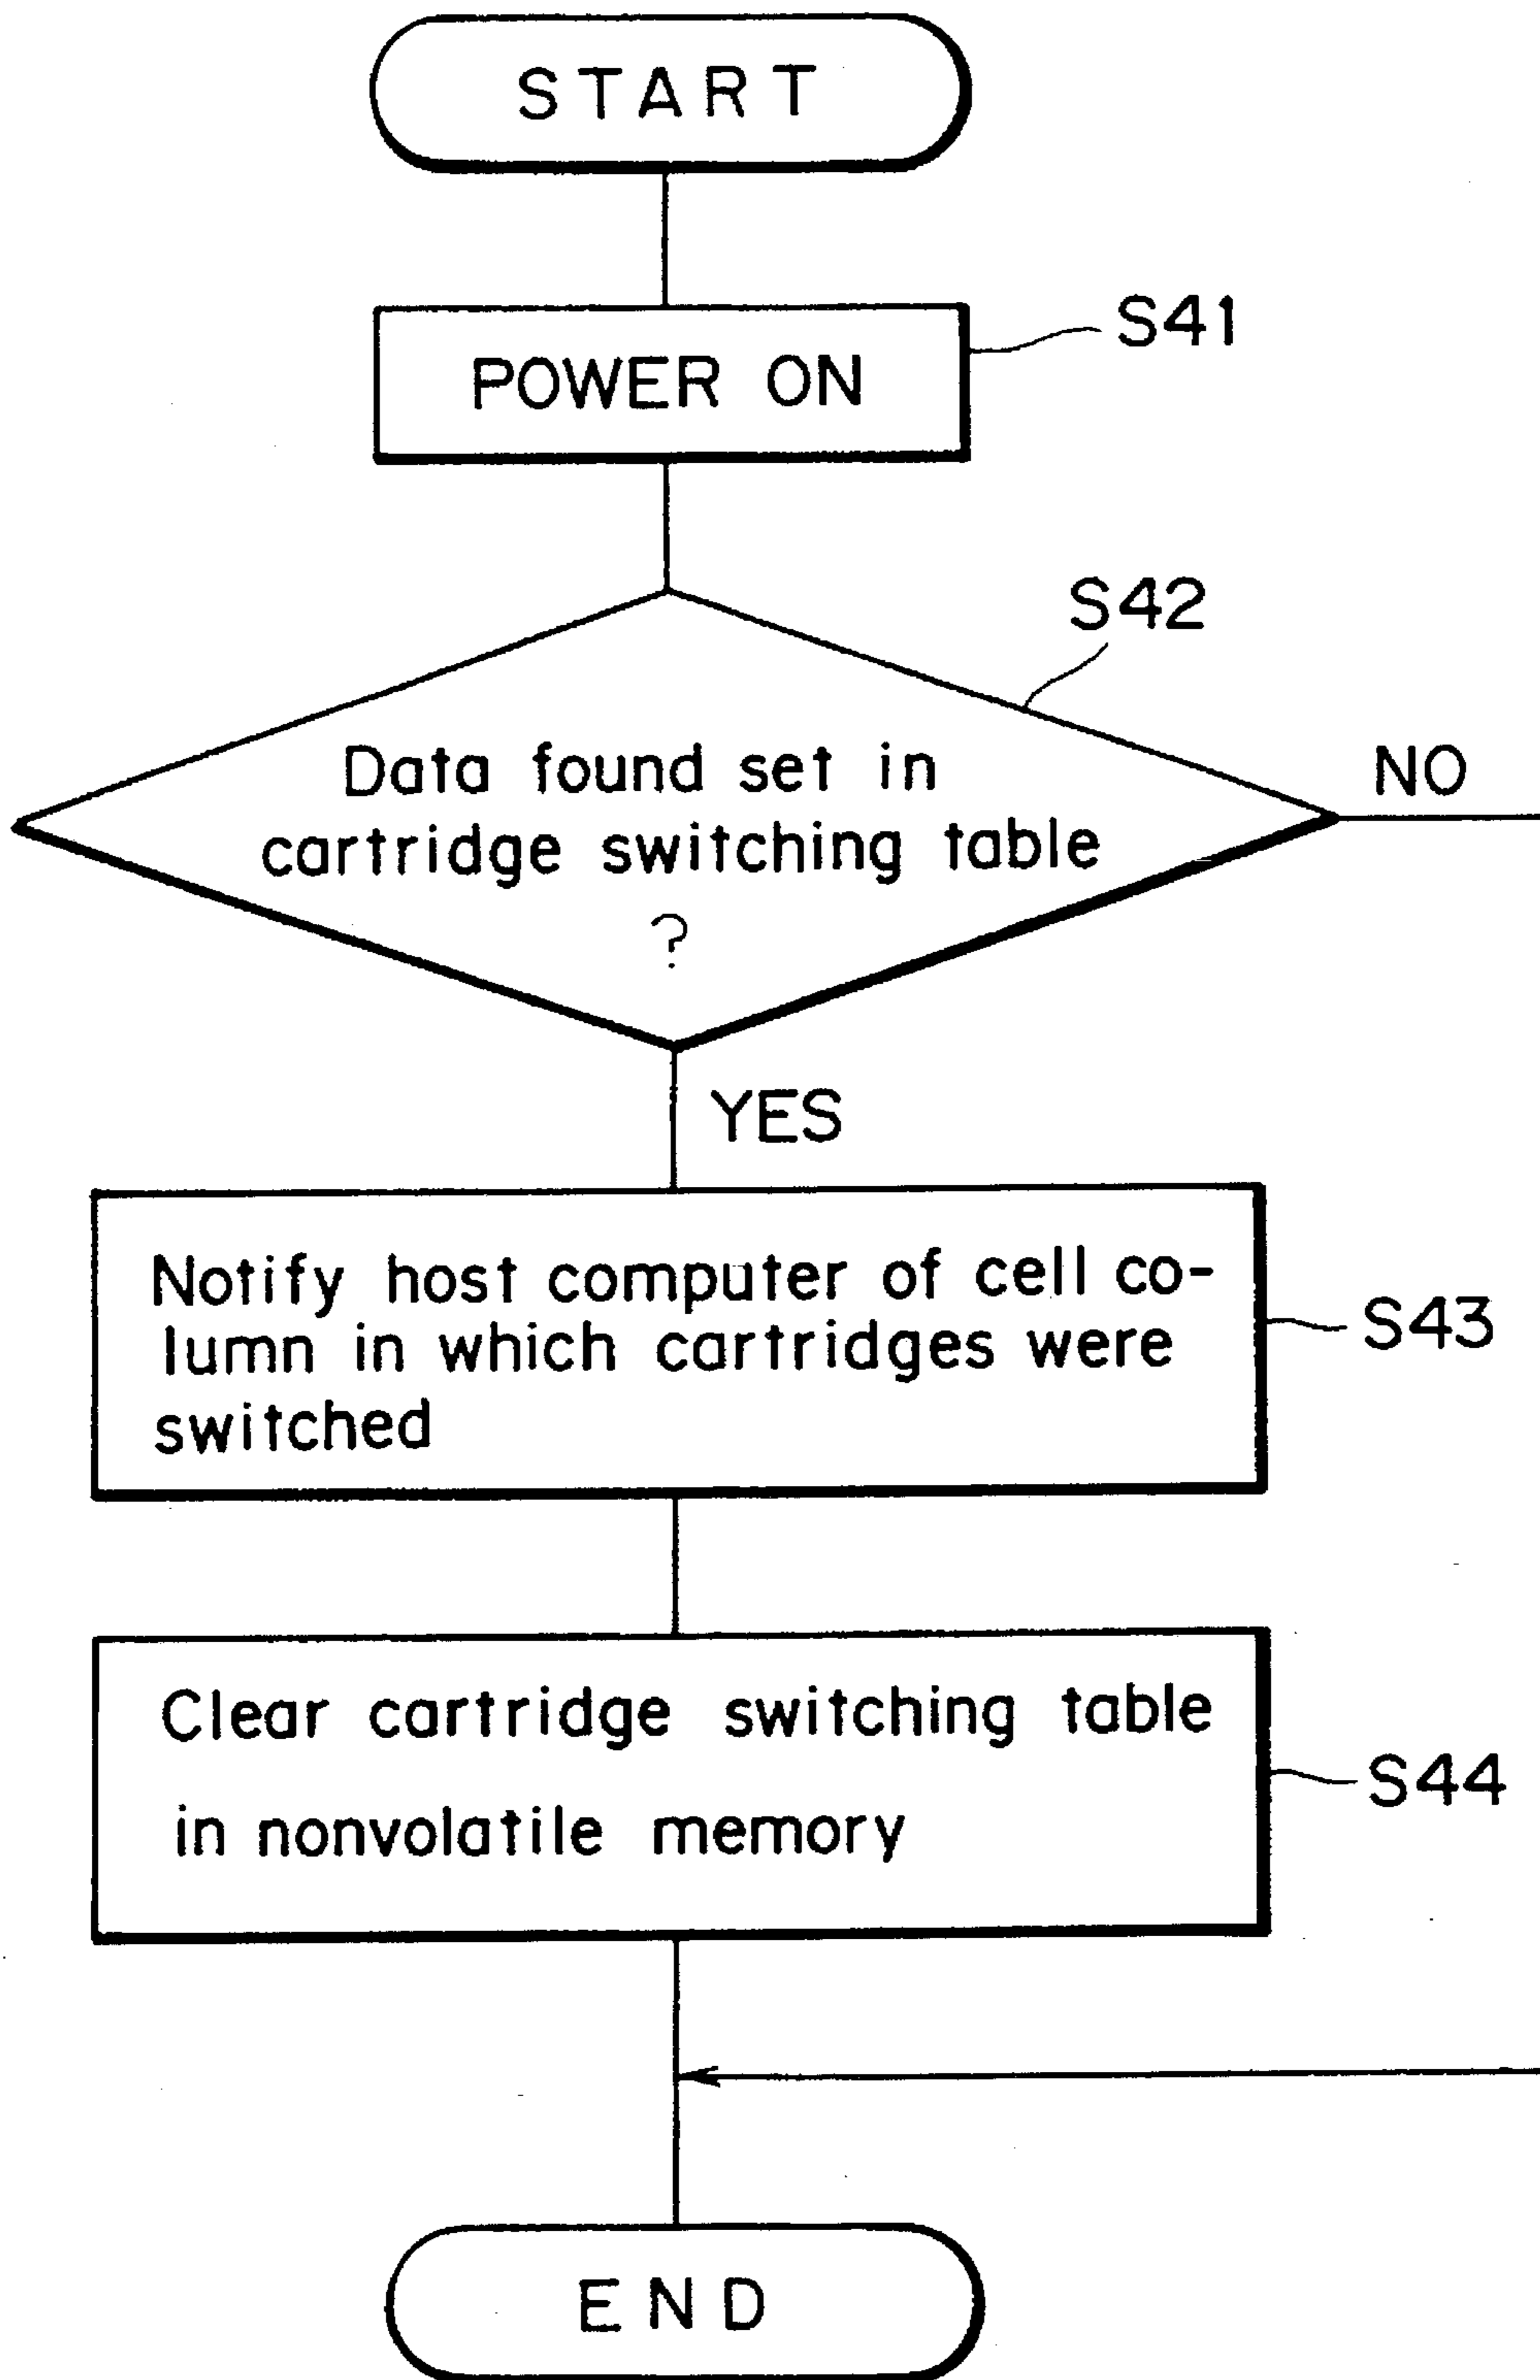 START
POWER ON
S41
S42
Data found set in
cartridge switching table
?
NO
YES
Notify host computer of cell co-
lumn in which cartridges were
switched
S43
Clear cartridge switching table
in nonvolatile memory
S44
END